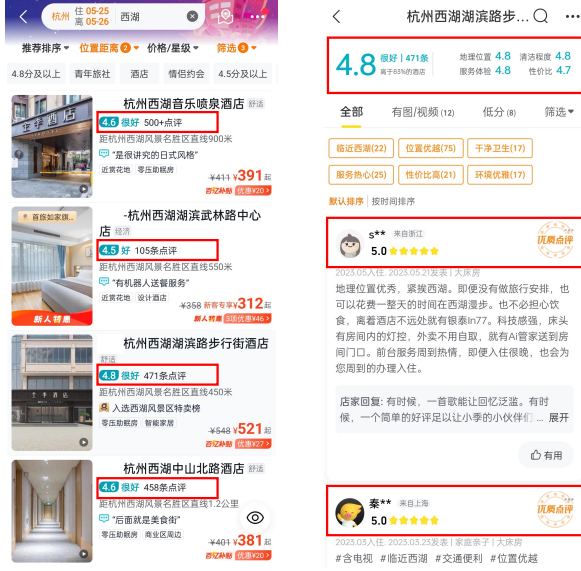 杭州 住 05-25 离 05-26 西湖
推荐排序 位置距离 2 价格/星级 筛选 3
4.8分及以上 青年旅社 酒店 情侣约会 4.5分及以上
杭州西湖音乐喷泉酒店 舒适
4.6 很好 500+点评
距杭州西湖风景名胜区直线900米
“是很讲究的日式风格”
近赏花地 零压助眠房
¥411 ¥391起
百亿补贴 优惠¥20>
首旅如家旗...
新人特惠
-杭州西湖湖滨武林路中心
店 经济
4.5 好 105条点评
距杭州西湖风景名胜区直线550米
“有机器人送餐服务”
近赏花地 设计酒店
¥358 新客专享¥312起
新人特惠 3项优惠¥46>
杭州西湖湖滨路步行街酒店
舒适
4.8 很好 471条点评
距杭州西湖风景名胜区直线450米
入选西湖风景区特卖榜
零压助眠房 智能家居
¥548 ¥521起
百亿补贴 优惠¥27>
杭州西湖中山北路酒店 舒适
4.6 很好 458条点评
距杭州西湖风景名胜区直线1.2公里
“后面就是美食街”
零压助眠房 商业区周边
¥401 ¥381起
百亿补贴 优惠¥20>
杭州西湖湖滨路步...
4.8 很好 | 471条
高于85%的酒店
地理位置 4.8 清洁程度 4.8
服务体验 4.8 性价比 4.7
全部 有图/视频 (12) 低分 (8) 筛选
临近西湖(22) 位置优越(75) 干净卫生(17)
服务热心(25) 性价比高(21) 环境优雅(17)
默认排序 | 按时间排序
s** 来自浙江
5.0
优质点评
2023.05入住, 2023.05.21发表 | 大床房
地理位置优秀，紧挨西湖。即便没有做旅行安排，也
可以花费一整天的时间在西湖漫步。也不必担心饮
食，离着酒店不远处就有银泰In77。科技感强，床头
有房间内的灯控，外卖不用自取，就有Ai管家送到房
间门口。前台服务周到热情，即便入住很晚，也会为
您周到的办理入住。
店家回复: 有时候，一首歌能让回忆泛滥。有时
候，一个简单的好评足以让小季的小伙伴们 ... 展开
有用
秦** 来自上海
5.0
优质点评
2023.03入住, 2023.03.23发表 | 家庭亲子 | 大床房
#含电视 #临近西湖 #交通便利 #位置优越